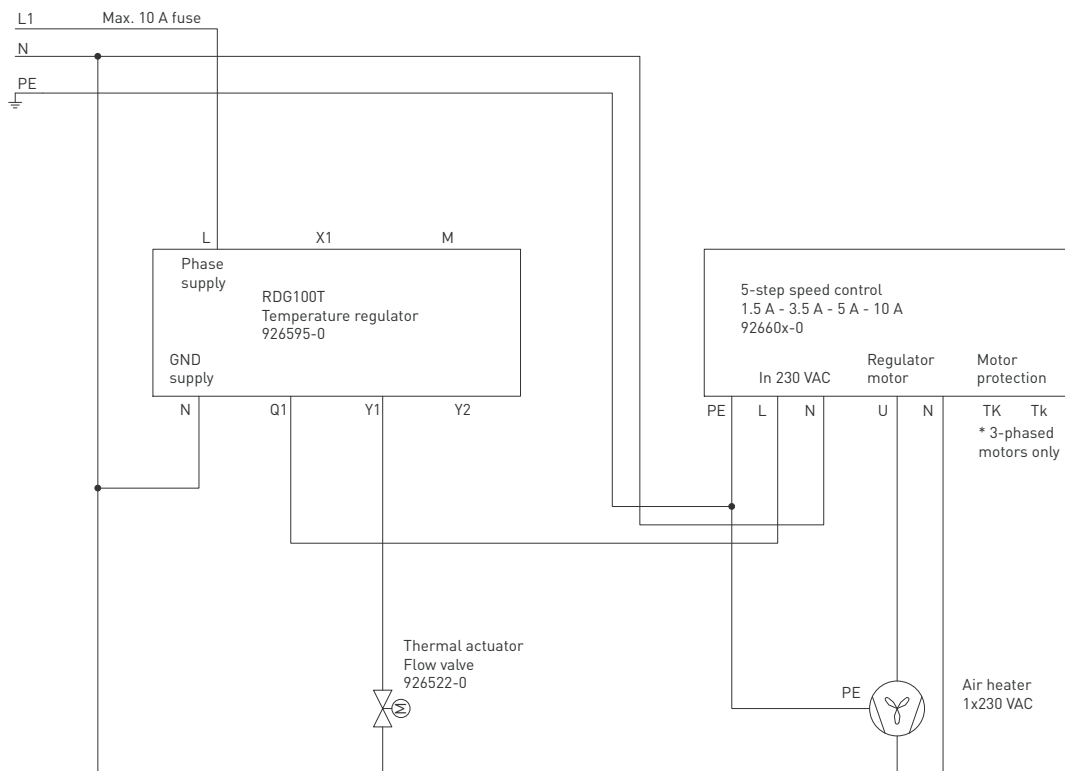 L1
Max. 10 A fuse
N
PE
L
X1
M
Phase
supply
RDG100T
Temperature regulator
926595-0
GND
supply
N
Q1
Y1
Y2
5-step speed control
1.5 A - 3.5 A - 5 A - 10 A
92660x-0
In 230 VAC
Regulator
motor
Motor
protection
PE
L
N
U
N
TK
Tk
* 3-phased
motors only
Thermal actuator
Flow valve
926522-0
M
PE
Air heater
1x230 VAC